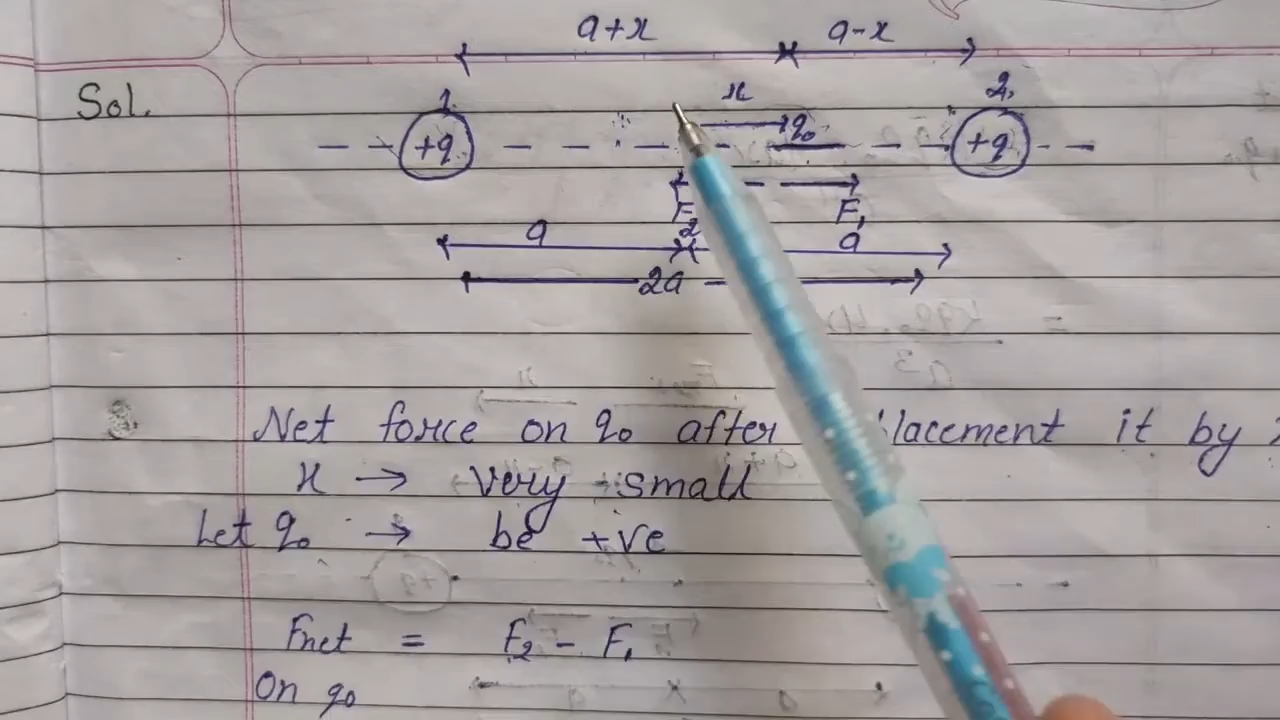 a+x a-x
Sol. 1. x 2.
+q q₀ +q
F F₁
2
a a
2a
Net force on q₀ after lacement it by
x → very small
Let q₀ → be +ve
Fnet = F₂ - F₁
On q₀